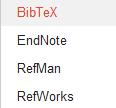 BibTeX
EndNote
RefMan
RefWorks